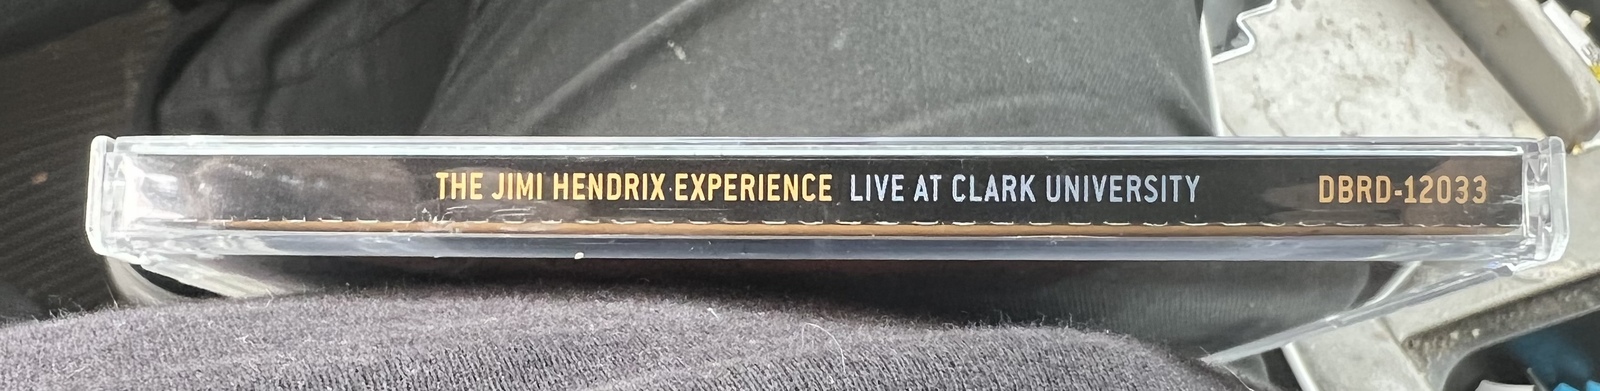 THE JIMI HENDRIX EXPERIENCE LIVE AT CLARK UNIVERSITY DBRD-12033